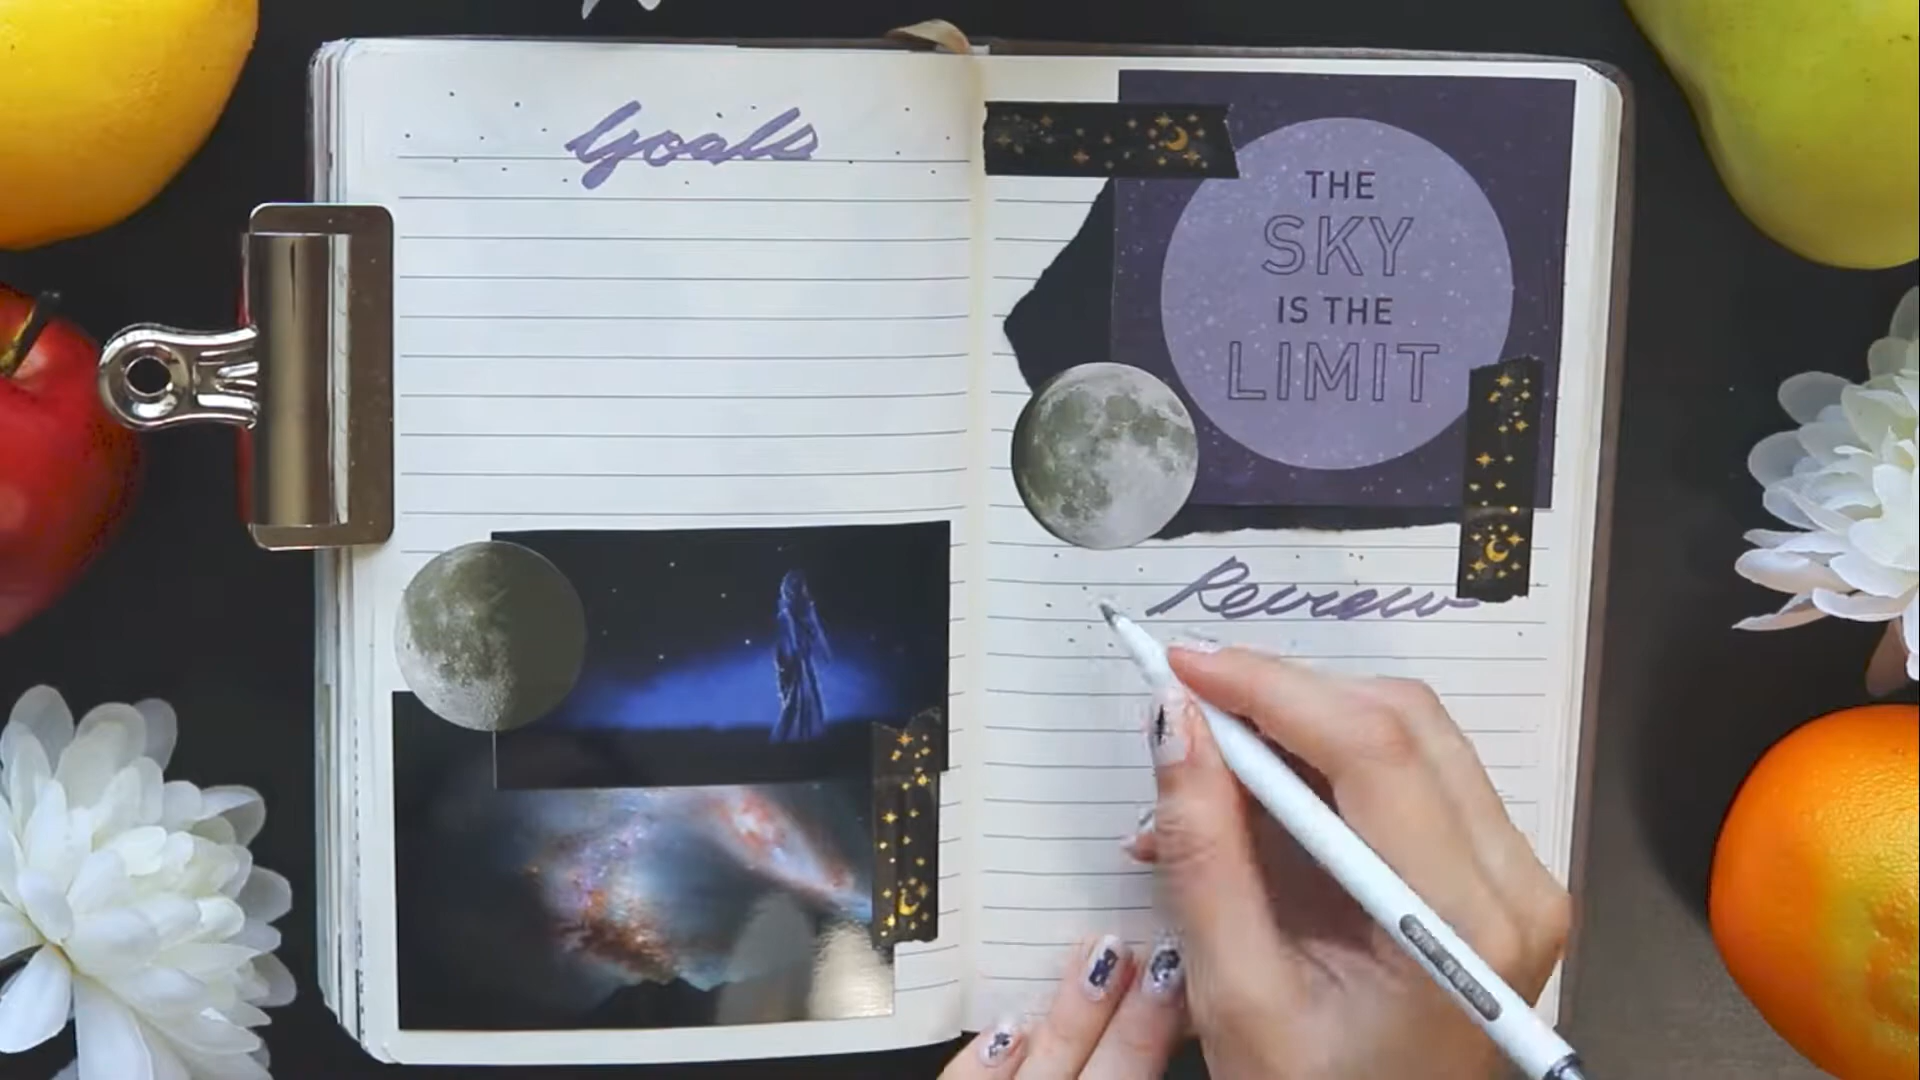 Goals
THE
SKY
IS THE
LIMIT
Review